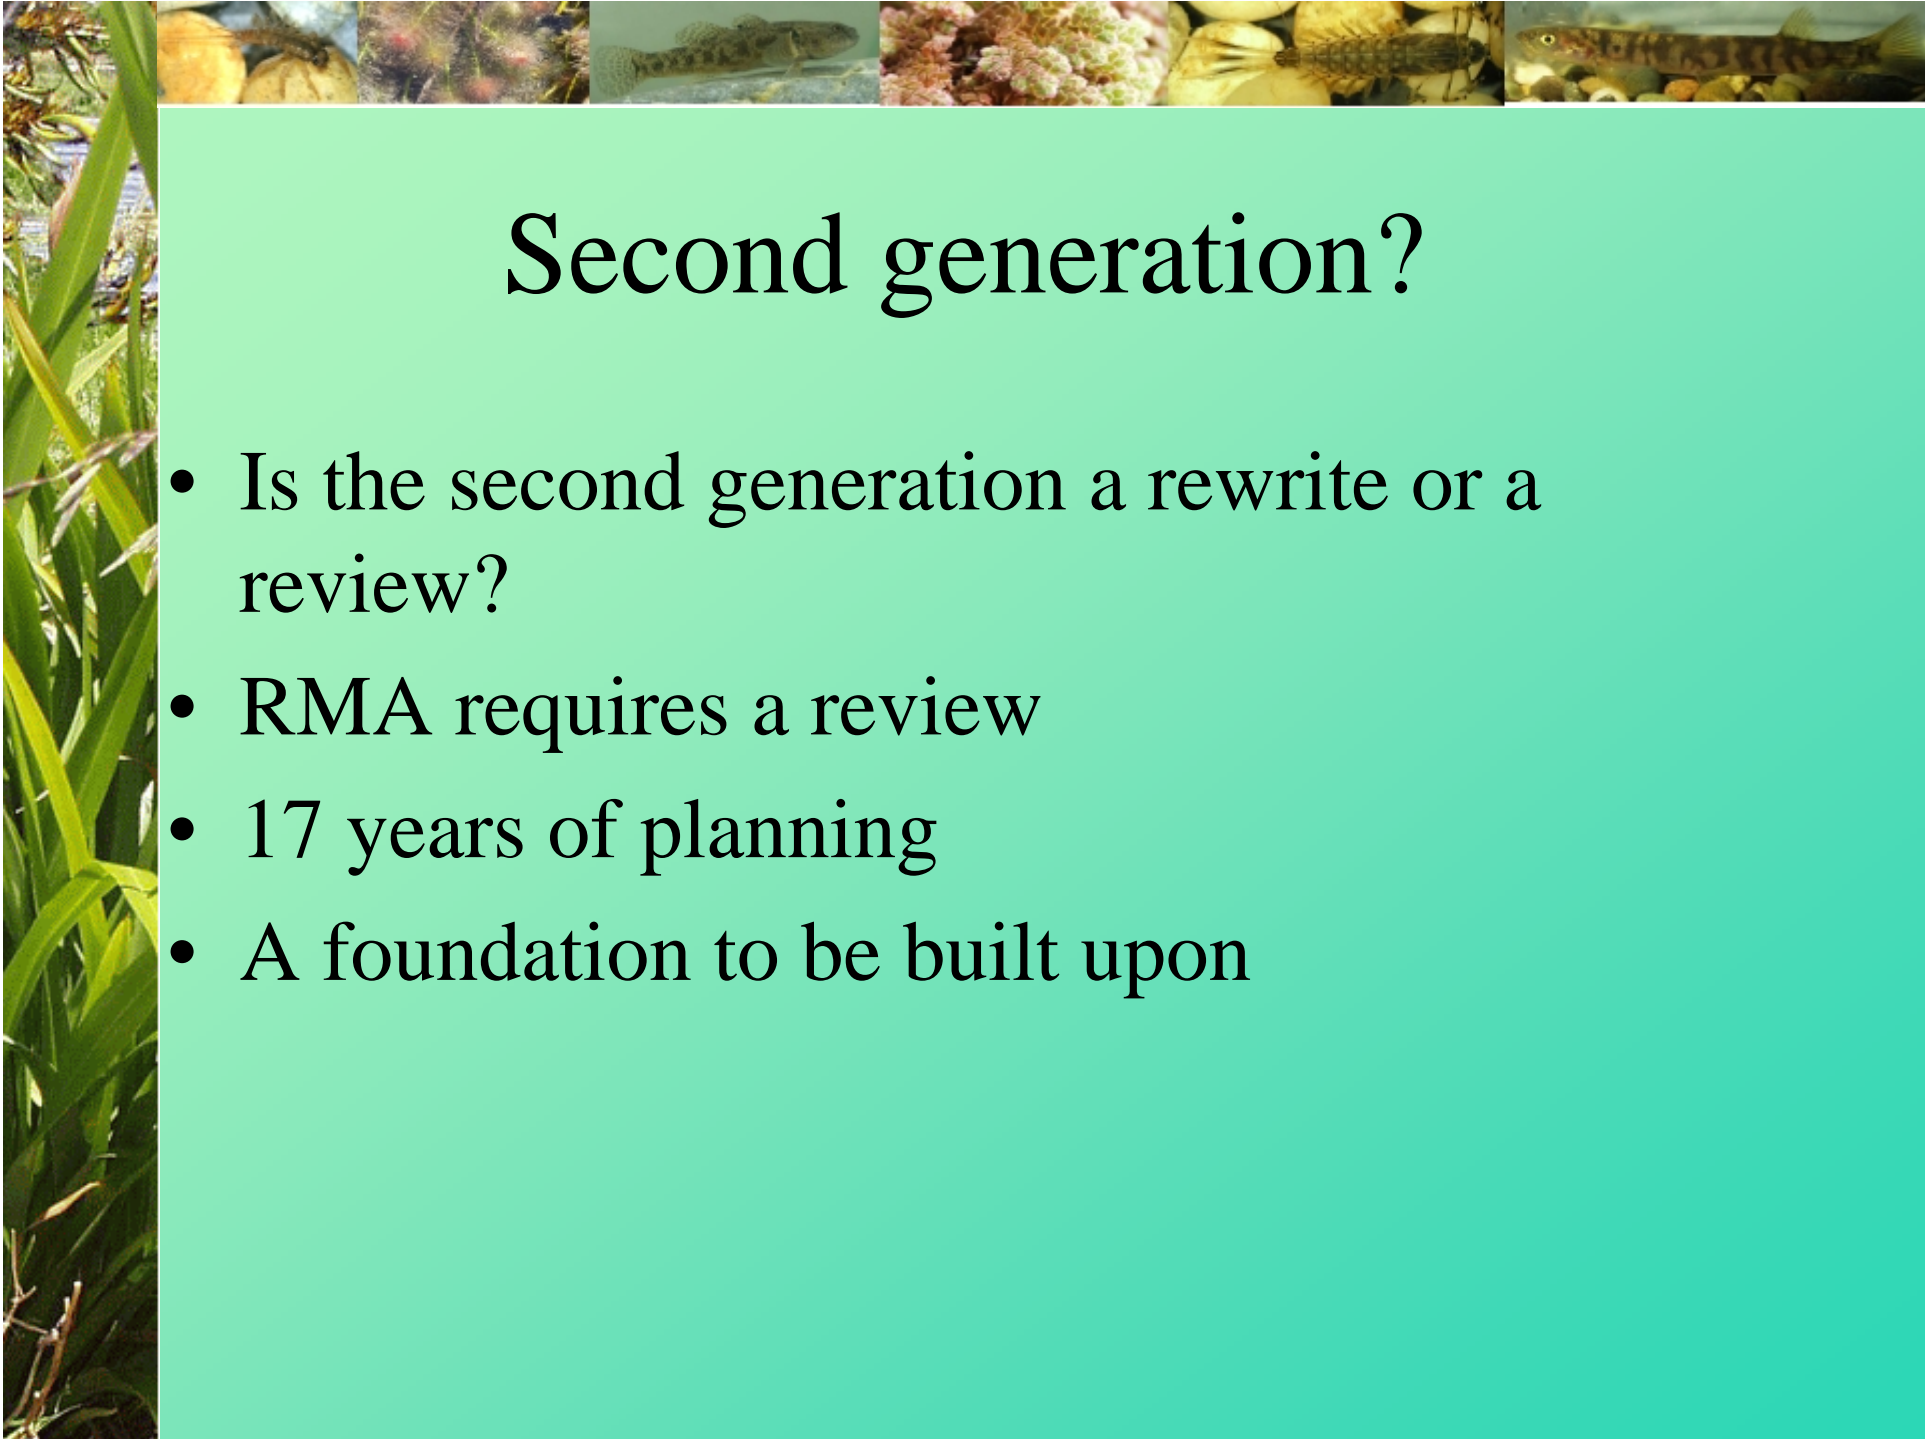 Second generation?
• Is the second generation a rewrite or a
review?
• RMA requires a review
• 17 years of planning
• A foundation to be built upon